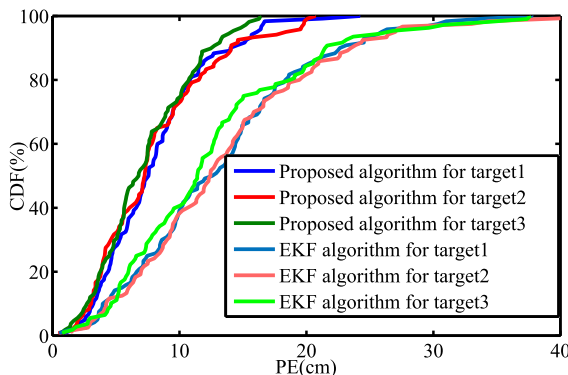 100
80
60
40
20
0
CDF(%)
Proposed algorithm for target1
Proposed algorithm for target2
Proposed algorithm for target3
EKF algorithm for target1
EKF algorithm for target2
EKF algorithm for target3
0 10 20 30 40
PE(cm)